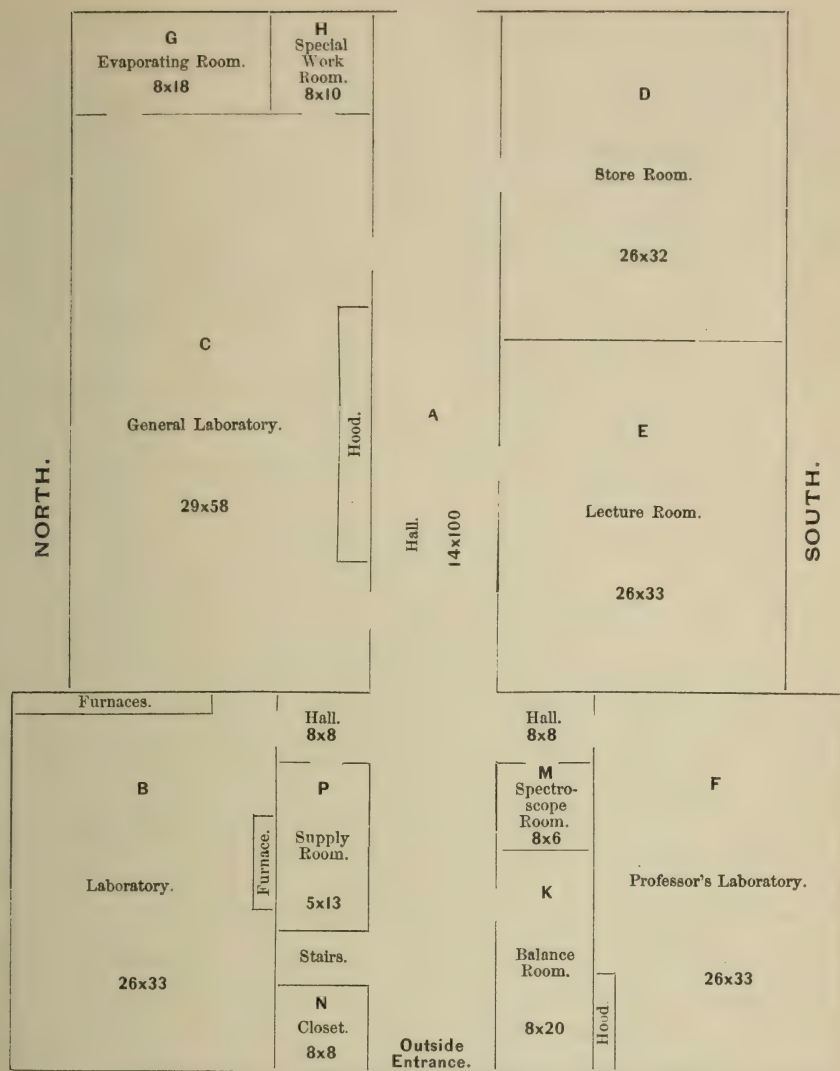 G
Evaporating Room.
8x18
H
Special
Work
Room.
8x10
D
Store Room.
26x32
C
General Laboratory.
29x58
Hood.
A
Hall.
14x100
E
Lecture Room.
26x33
NORTH.
SOUTH.
Furnaces.
B
Laboratory.
26x33
Furnace.
Hall.
8x8
P
Supply
Room.
5x13
Stairs.
N
Closet.
8x8
Outside
Entrance.
Hall.
8x8
M
Spectro-
scope
Room.
8x6
K
Balance
Room.
8x20
Hood.
F
Professor's Laboratory.
26x33